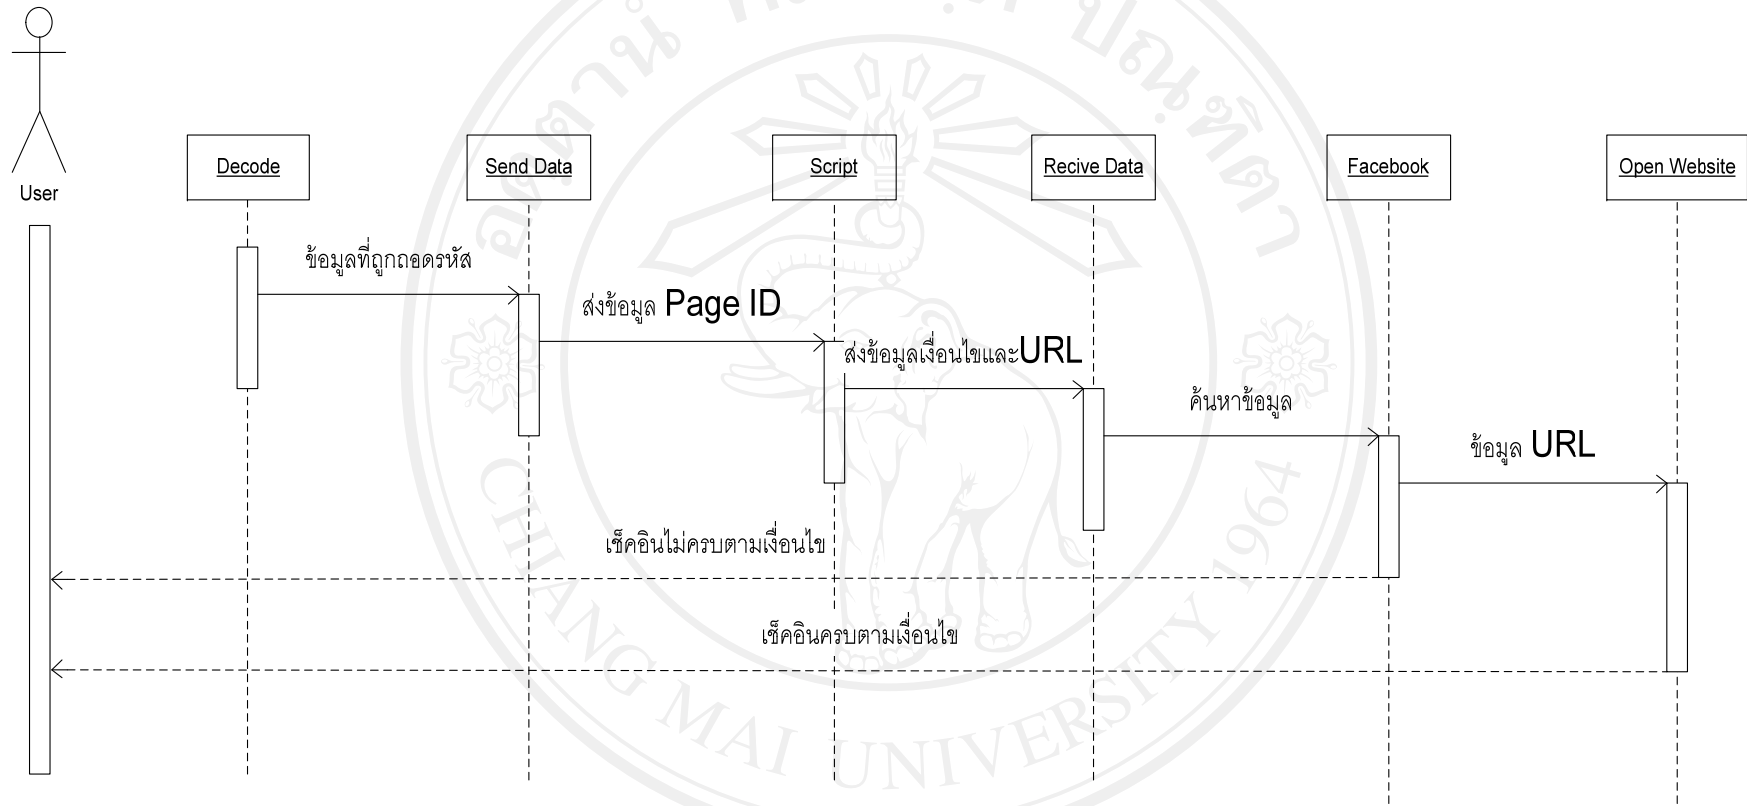 User
Decode
Send Data
Script
Recive Data
Facebook
Open Website
ข้อมูลที่ถูกถอดรหัส
ส่งข้อมูล Page ID
ส่งข้อมูลเงื่อนไขและURL
ค้นหาข้อมูล
ข้อมูล URL
เช็คอินไม่ครบตามเงื่อนไข
เช็คอินครบตามเงื่อนไข
CHIANG MAI UNIVERSITY 1964